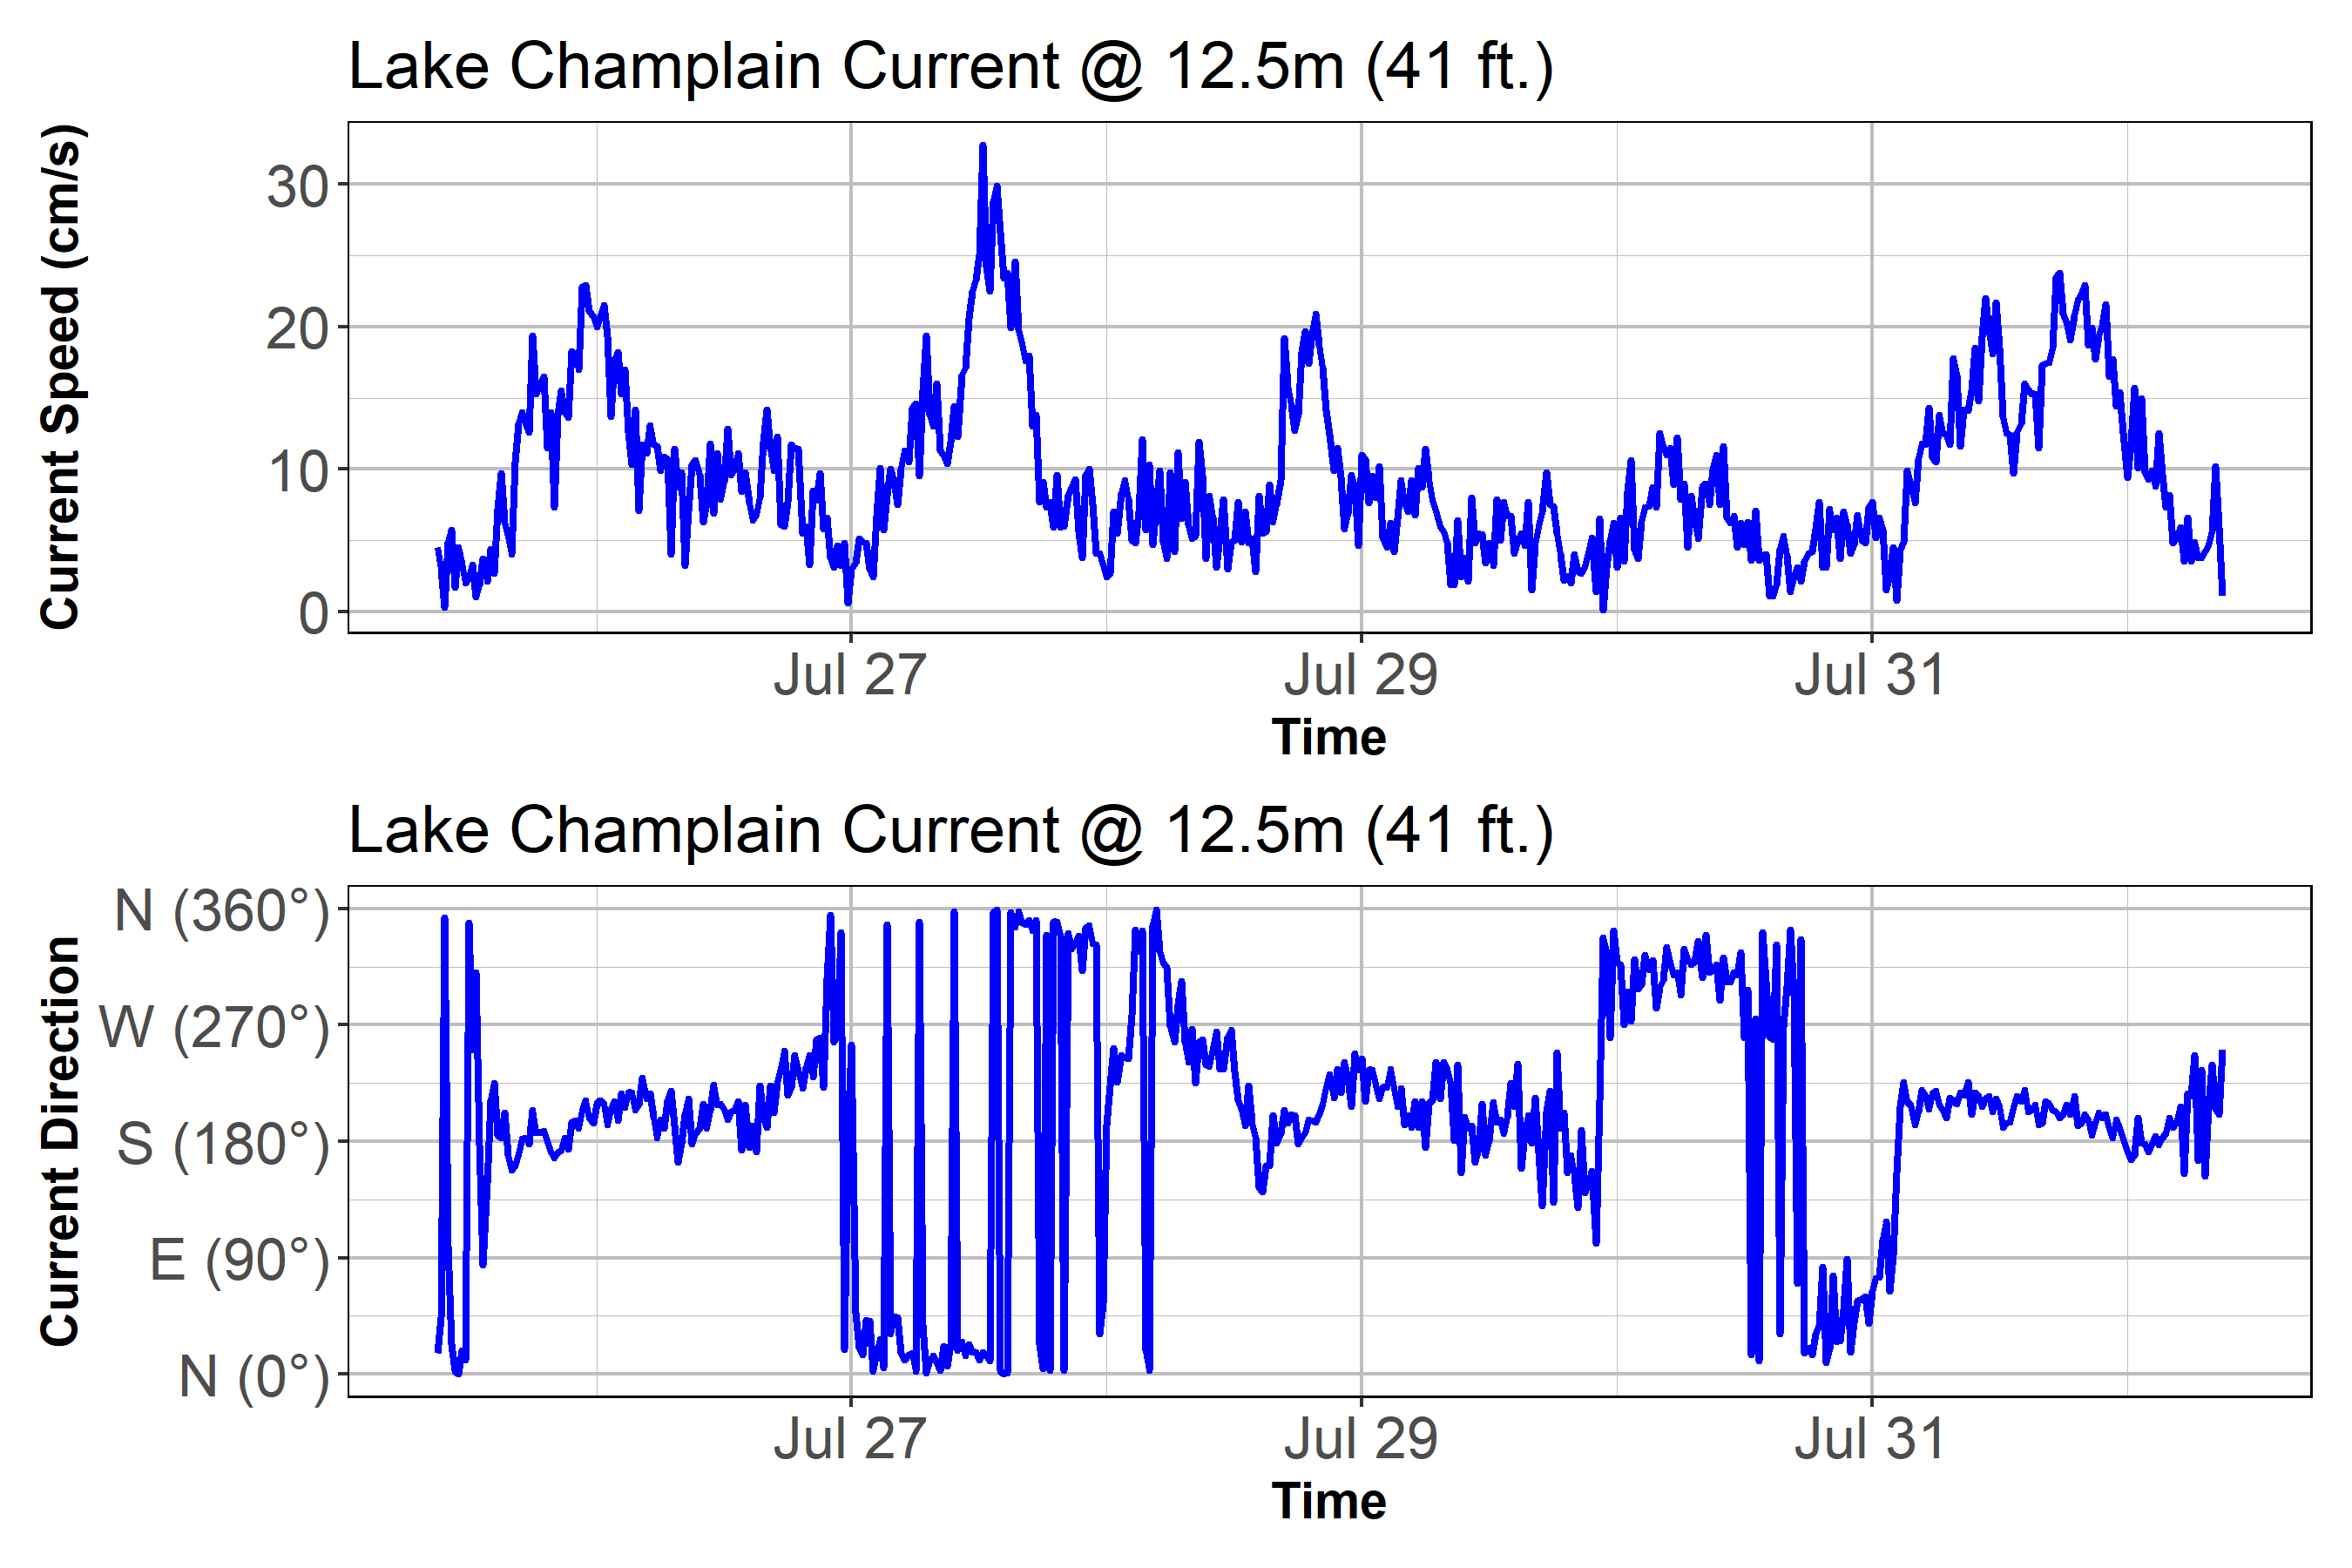 Lake Champlain Current @ 12.5m (41 ft.)
Current Speed (cm/s)
30
20
10
0
Jul 27 Jul 29 Jul 31
Time
Lake Champlain Current @ 12.5m (41 ft.)
Current Direction
N (360°)
W (270°)
S (180°)
E (90°)
N (0°)
Jul 27 Jul 29 Jul 31
Time